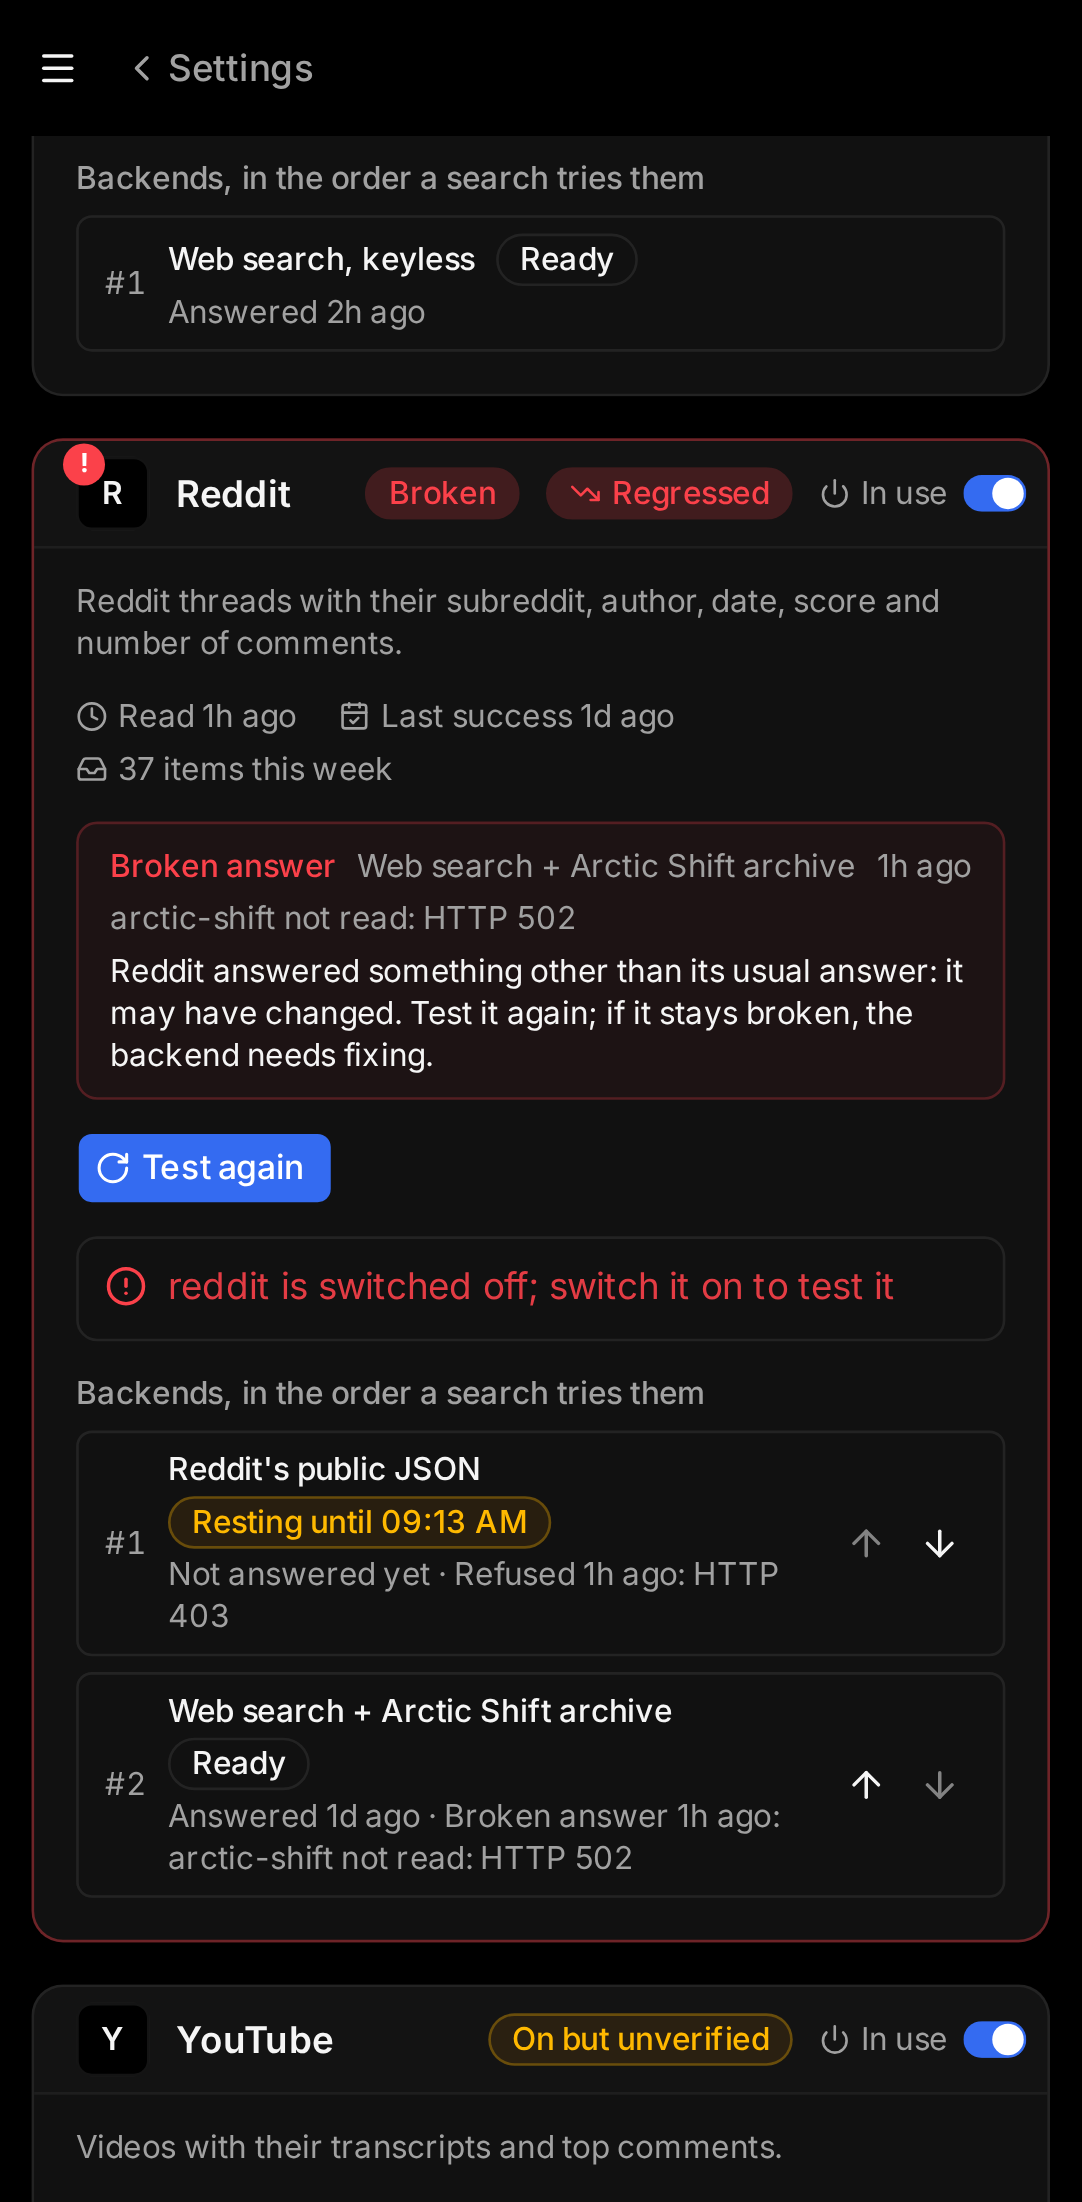 Settings
Backends, in the order a search tries them
#1
Web search, keyless Ready
Answered 2h ago
!
R Reddit Broken Regressed In use
Reddit threads with their subreddit, author, date, score and
number of comments.
Read 1h ago Last success 1d ago
37 items this week
Broken answer Web search + Arctic Shift archive 1h ago
arctic-shift not read: HTTP 502
Reddit answered something other than its usual answer: it
may have changed. Test it again; if it stays broken, the
backend needs fixing.
Test again
reddit is switched off; switch it on to test it
Backends, in the order a search tries them
#1
Reddit's public JSON
Resting until 09:13 AM
Not answered yet · Refused 1h ago: HTTP
403
#2
Web search + Arctic Shift archive
Ready
Answered 1d ago · Broken answer 1h ago:
arctic-shift not read: HTTP 502
Y YouTube On but unverified In use
Videos with their transcripts and top comments.